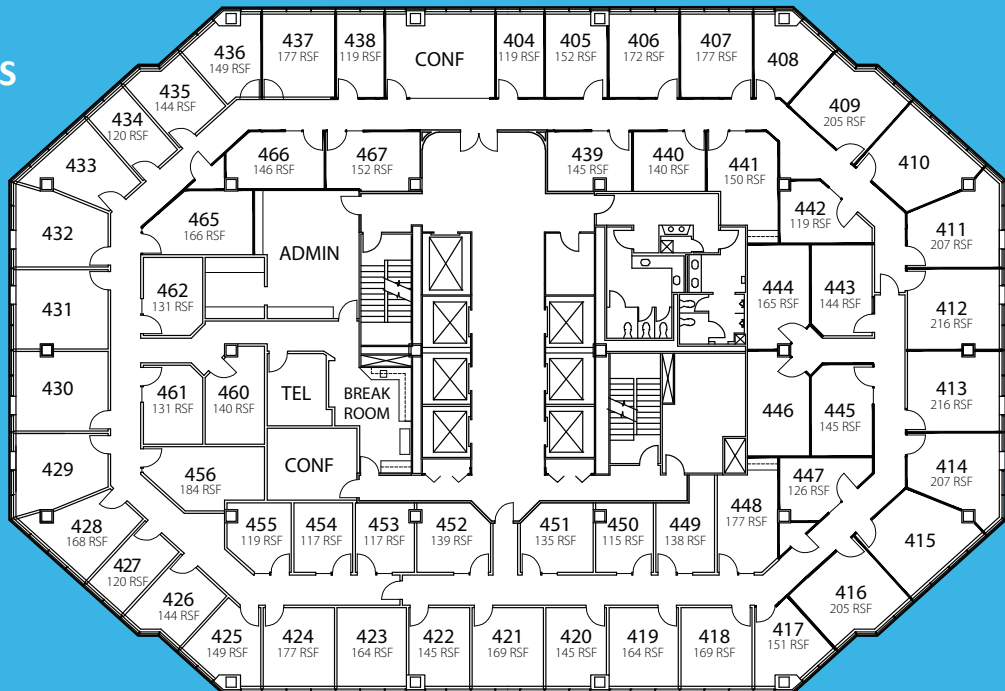 S
436
149 RSF
437
177 RSF
438
119 RSF
CONF
404
119 RSF
405
152 RSF
406
172 RSF
407
177 RSF
408
435
144 RSF
409
205 RSF
434
120 RSF
433
466
146 RSF
467
152 RSF
439
145 RSF
440
140 RSF
441
150 RSF
410
432
465
166 RSF
442
119 RSF
411
207 RSF
ADMIN
462
131 RSF
444
165 RSF
443
144 RSF
431
412
216 RSF
430
461
131 RSF
460
140 RSF
TEL
BREAK
ROOM
446
445
145 RSF
413
216 RSF
429
456
184 RSF
CONF
447
126 RSF
414
207 RSF
428
168 RSF
455
119 RSF
454
117 RSF
453
117 RSF
452
139 RSF
451
135 RSF
450
115 RSF
449
138 RSF
448
177 RSF
415
427
120 RSF
426
144 RSF
416
205 RSF
425
149 RSF
424
177 RSF
423
164 RSF
422
145 RSF
421
169 RSF
420
145 RSF
419
164 RSF
418
169 RSF
417
151 RSF